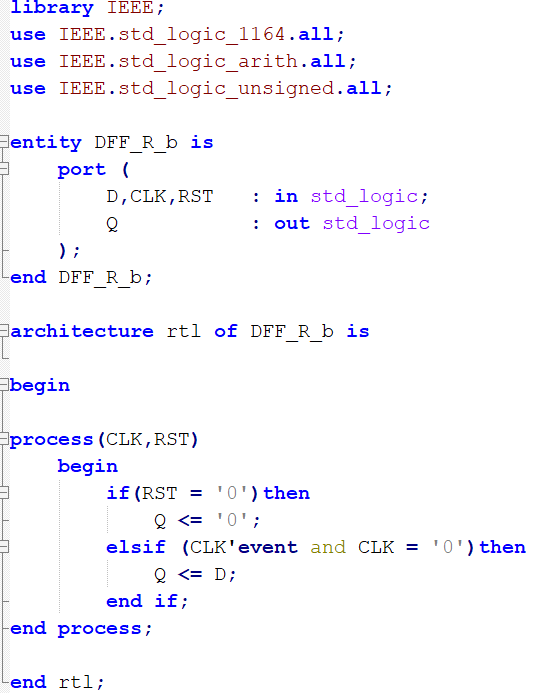 library IEEE;
use IEEE.std_logic_1164.all;
use IEEE.std_logic_arith.all;
use IEEE.std_logic_unsigned.all;
entity DFF_R_b is
port (
D,CLK,RST : in std_logic;
Q : out std_logic
);
end DFF_R_b;
architecture rtl of DFF_R_b is
begin
process(CLK,RST)
begin
if(RST = '0')then
Q <= '0';
elsif (CLK'event and CLK = '0')then
Q <= D;
end if;
end process;
end rtl;